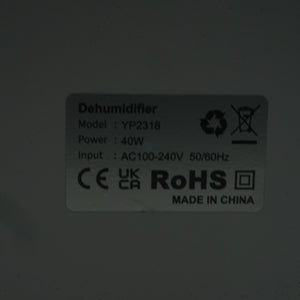 Dehumidifier
Model : YP2318
Power : 40W
Input : AC100-240V 50/60Hz
CE UK CA RoHS
MADE IN CHINA